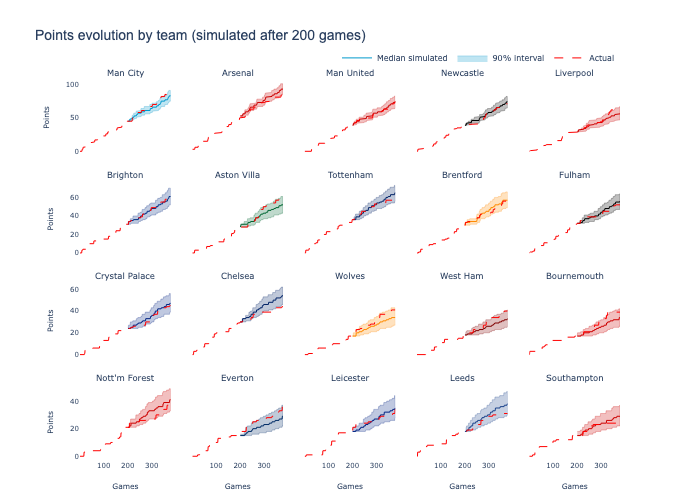 Points evolution by team (simulated after 200 games)
Median simulated 90% interval Actual
Man City Arsenal Man United Newcastle Liverpool
100
50
0
Points
Brighton Aston Villa Tottenham Brentford Fulham
60
40
20
0
Points
Crystal Palace Chelsea Wolves West Ham Bournemouth
60
40
20
0
Points
Nott'm Forest Everton Leicester Leeds Southampton
40
20
0
Points
100 200 300 100 200 300 100 200 300 100 200 300 100 200 300
Games Games Games Games Games